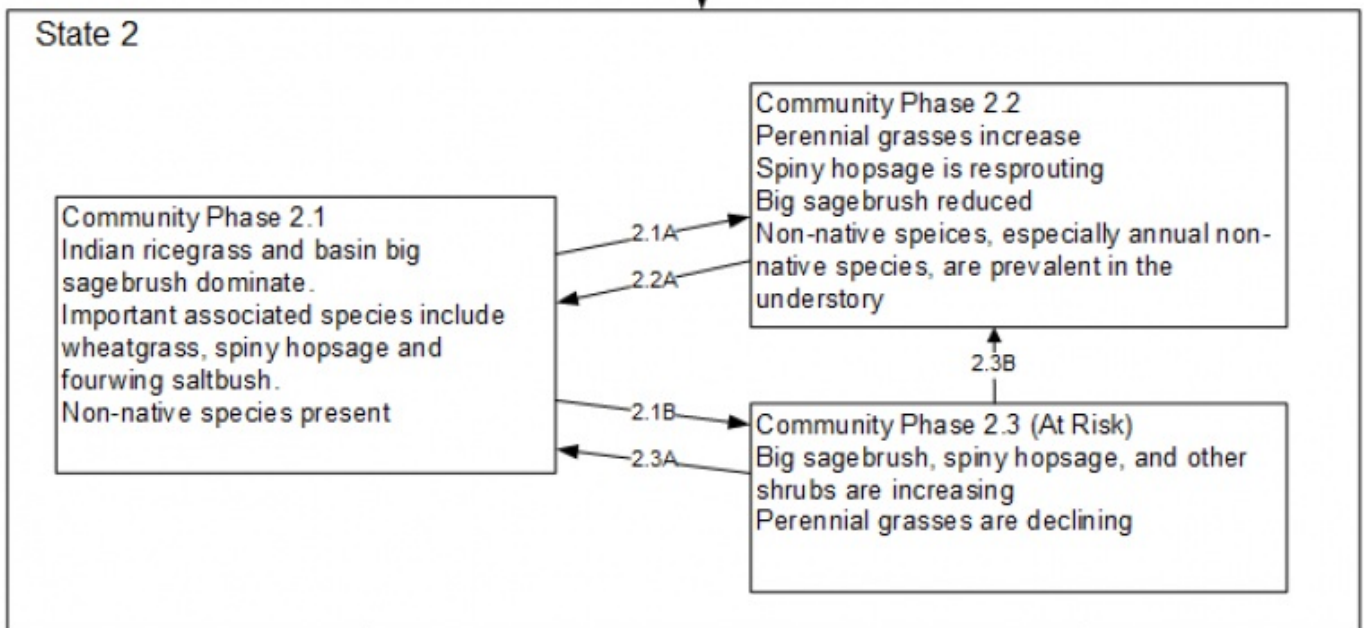 State 2
Community Phase 2.1
Indian ricegrass and basin big
sagebrush dominate.
Important associated species include
wheatgrass, spiny hopsage and
fourwing saltbush.
Non-native species present
2.1A
2.2A
2.1B
2.3A
Community Phase 2.2
Perennial grasses increase
Spiny hopsage is resprouting
Big sagebrush reduced
Non-native speices, especially annual non-
native species, are prevalent in the
understory
2.3B
Community Phase 2.3 (At Risk)
Big sagebrush, spiny hopsage, and other
shrubs are increasing
Perennial grasses are declining